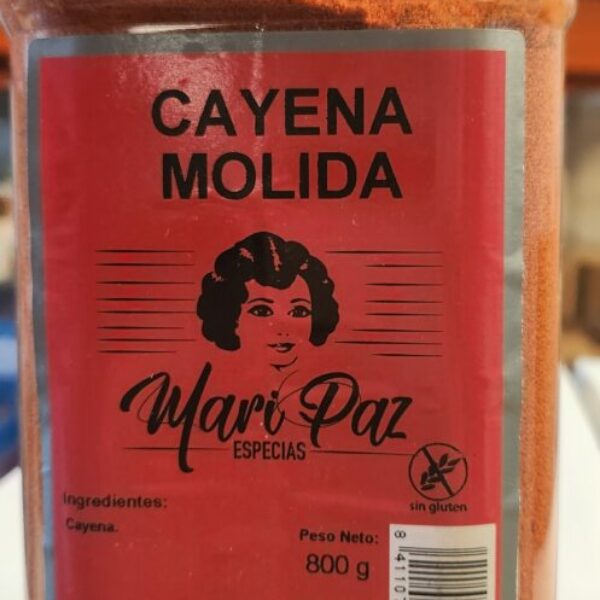 CAYENA
MOLIDA
Mari Paz
ESPECIAS
sin gluten
Ingredientes:
Cayena.
Peso Neto:
800 g